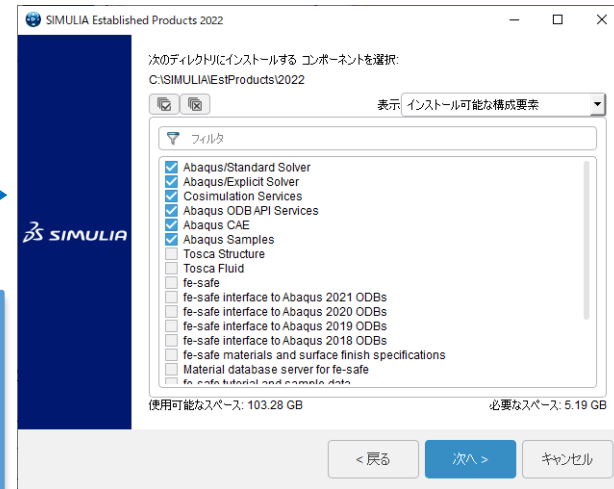 SIMULIA Established Products 2022
次のディレクトリにインストールする コンポーネントを選択:
C:\SIMULIA\EstProducts\2022
表示 インストール可能な構成要素
フィルタ
Abaqus/Standard Solver
Abaqus/Explicit Solver
Cosimulation Services
Abaqus ODB API Services
Abaqus CAE
Abaqus Samples
Tosca Structure
Tosca Fluid
fe-safe
fe-safe interface to Abaqus 2021 ODBs
fe-safe interface to Abaqus 2020 ODBs
fe-safe interface to Abaqus 2019 ODBs
fe-safe interface to Abaqus 2018 ODBs
fe-safe materials and surface finish specifications
Material database server for fe-safe
fe-safe tutorial and sample data
SIMULIA
使用可能なスペース: 103.28 GB 必要なスペース: 5.19 GB
< 戻る 次へ > キャンセル